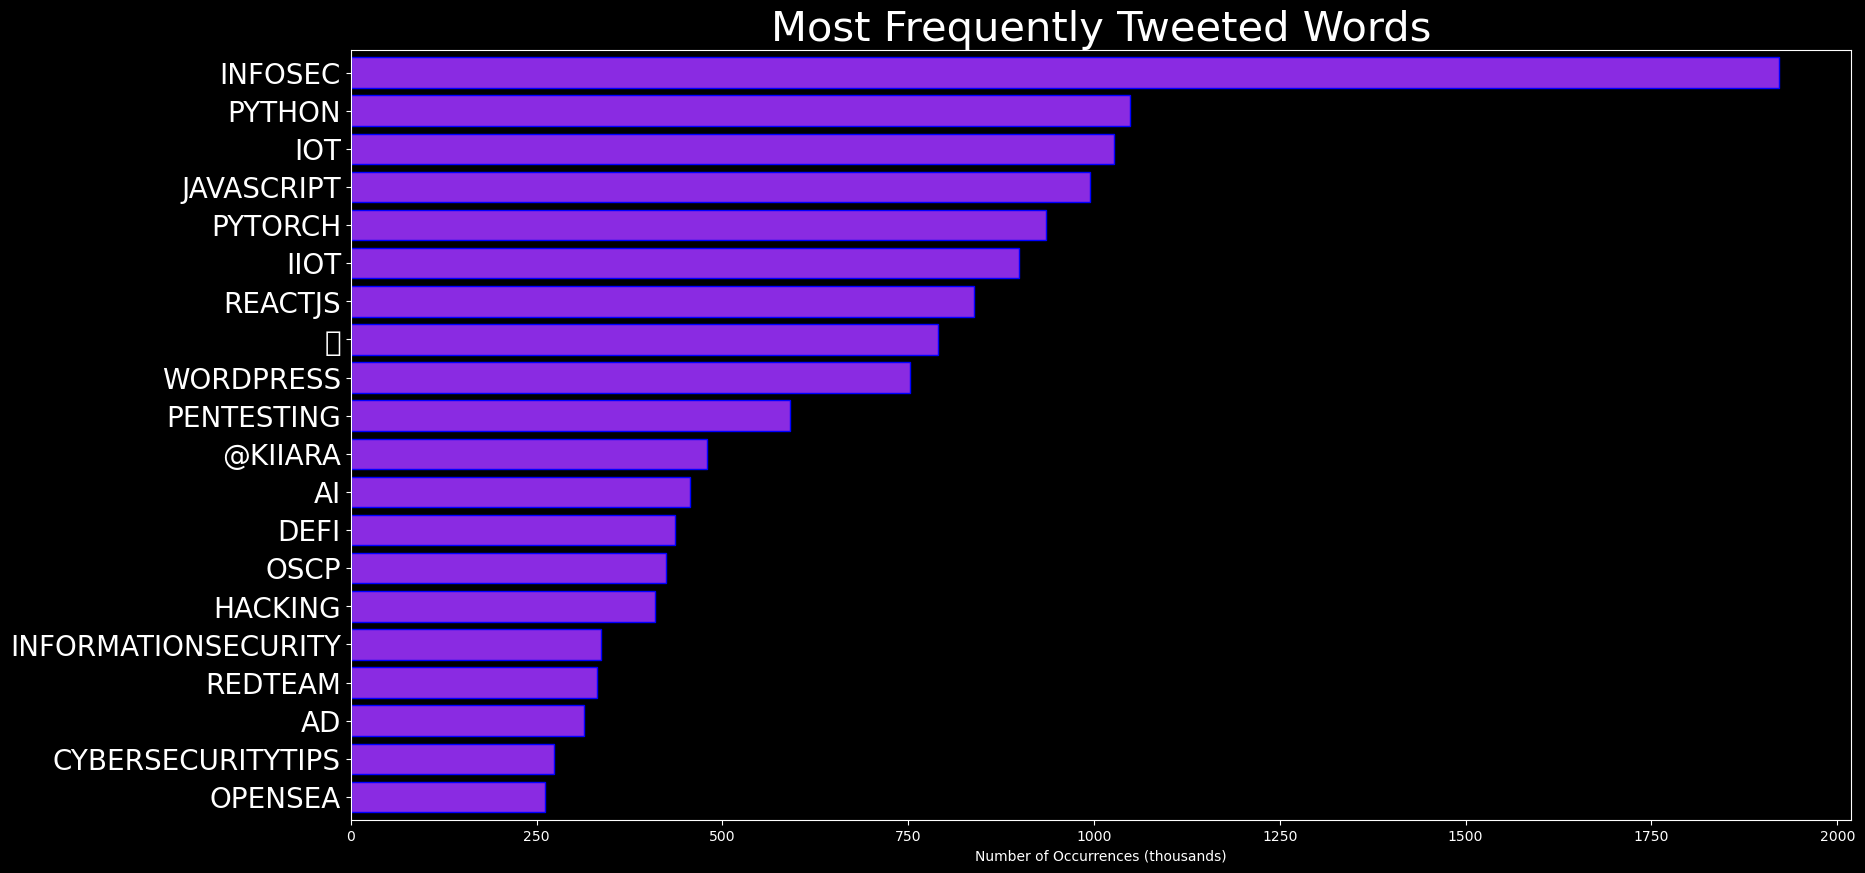 Most Frequently Tweeted Words
INFOSEC
PYTHON
IOT
JAVASCRIPT
PYTORCH
IIOT
REACTJS
WORDPRESS
PENTESTING
@KIIARA
AI
DEFI
OSCP
HACKING
INFORMATIONSECURITY
REDTEAM
AD
CYBERSECURITYTIPS
OPENSEA
0 250 500 750 1000 1250 1500 1750 2000
Number of Occurrences (thousands)